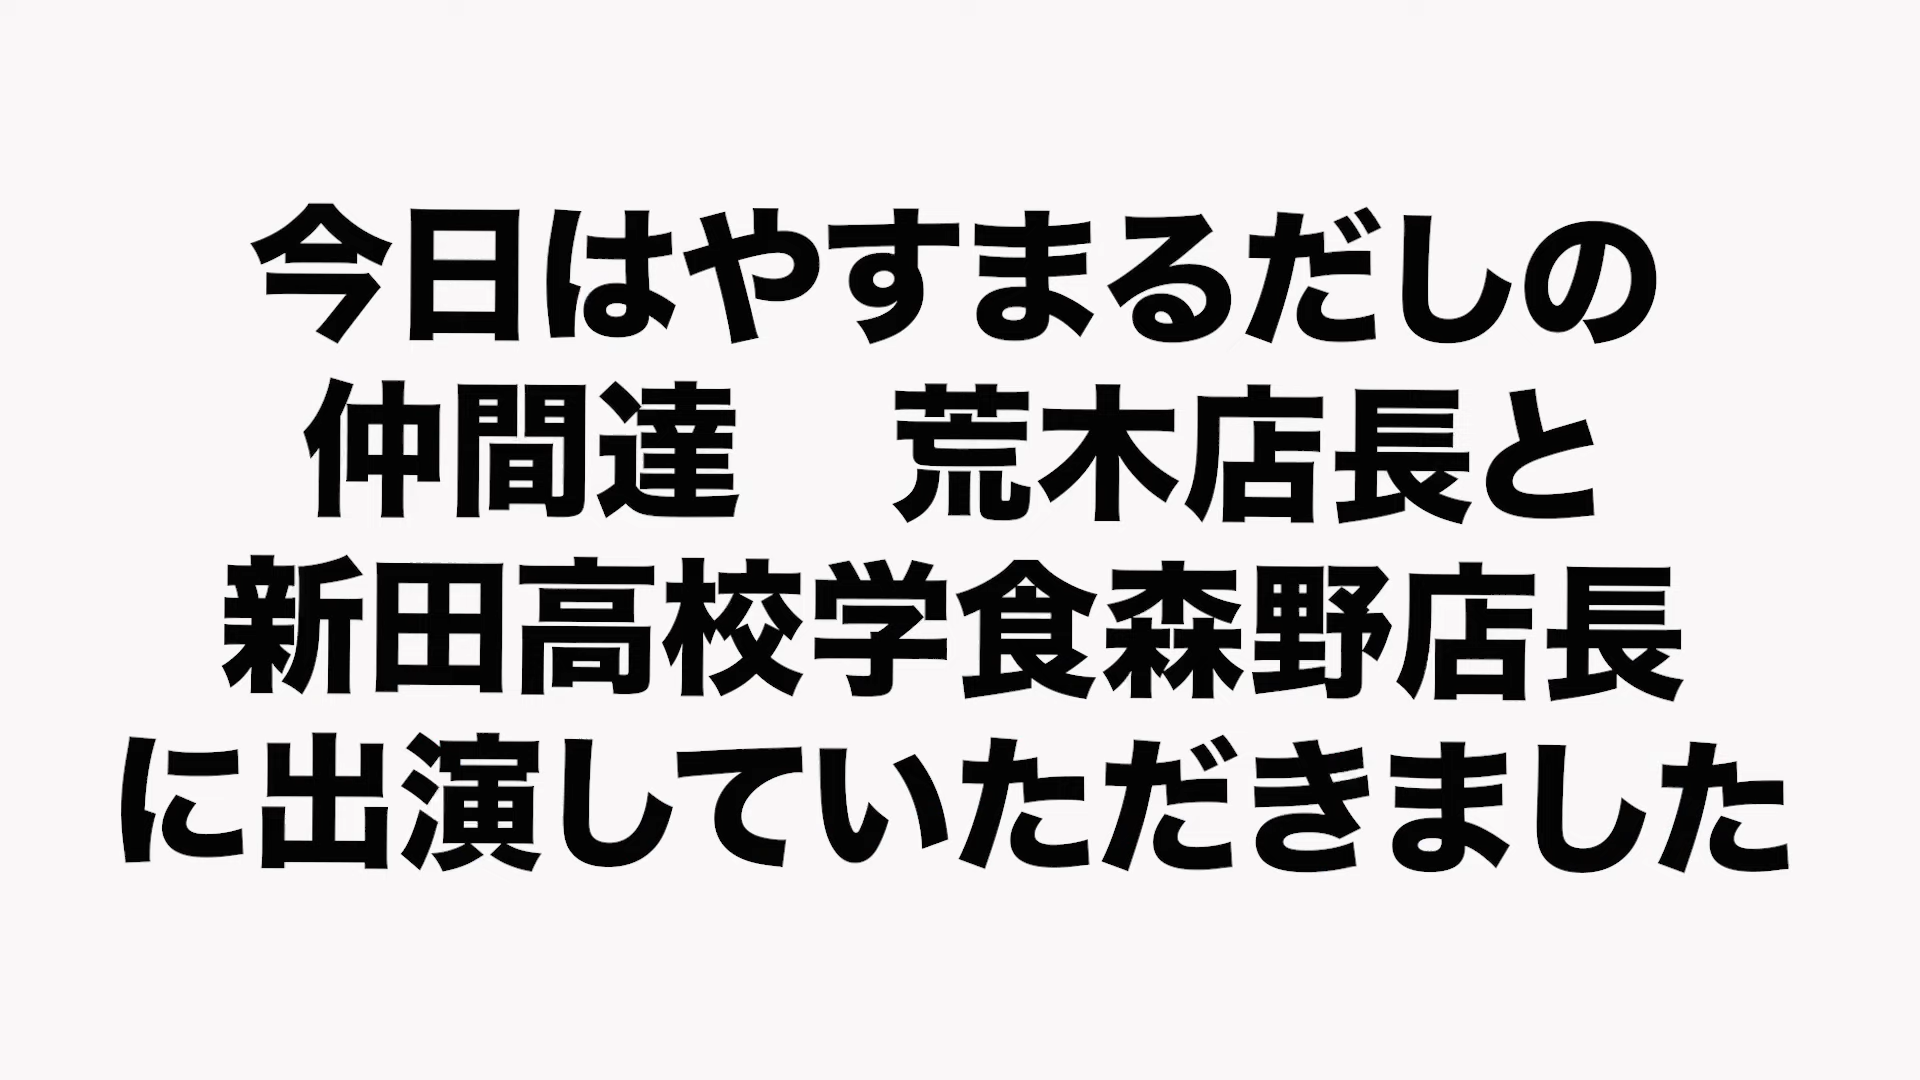 今日はやすまるだしの
仲間達　荒木店長と
新田高校学食森野店長
に出演していただきました